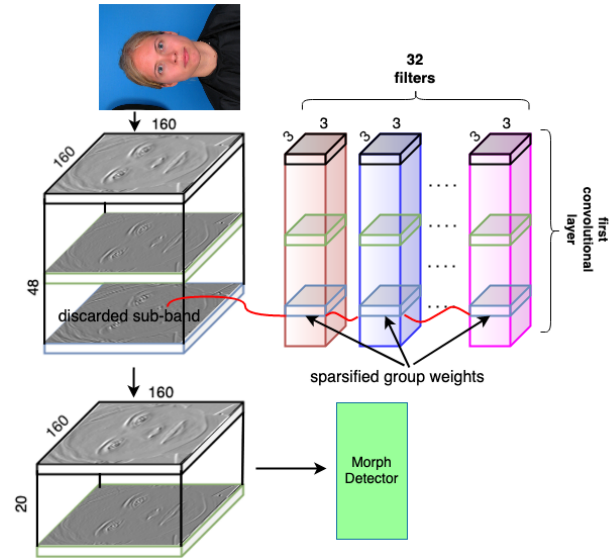 32
filters
160
160
3
3
3
3
3
3
first
convolutional
layer
. . . .
. . . .
. . . .
48
discarded sub-band
sparsified group weights
160
160
20
Morph
Detector